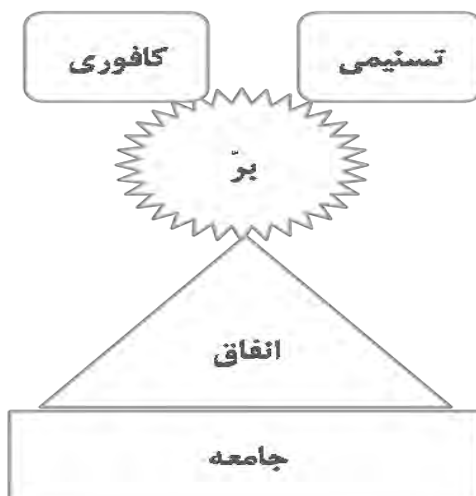 تسنیمی
کافوری
برّ
انفاق
جامعه